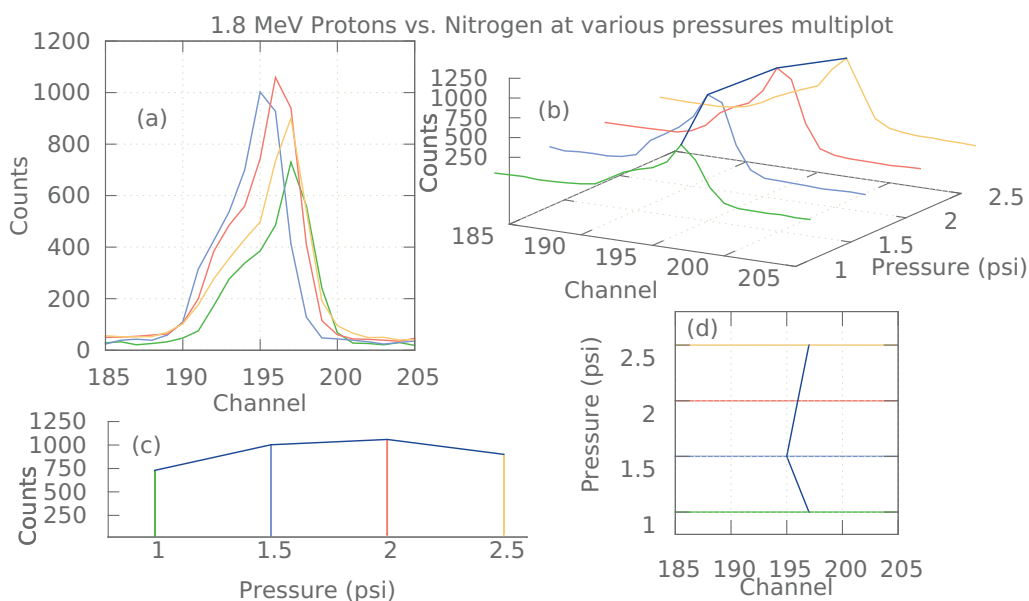 1.8 MeV Protons vs. Nitrogen at various pressures multiplot
(a)
Counts
1200
1000
800
600
400
200
0
185 190 195 200 205
Channel
(b)
Counts
1250
1000
750
500
250
185 190 195 200 205
Channel
1 1.5 2 2.5
Pressure (psi)
(c)
Counts
1250
1000
750
500
250
1 1.5 2 2.5
Pressure (psi)
(d)
Pressure (psi)
2.5
2
1.5
1
185 190 195 200 205
Channel